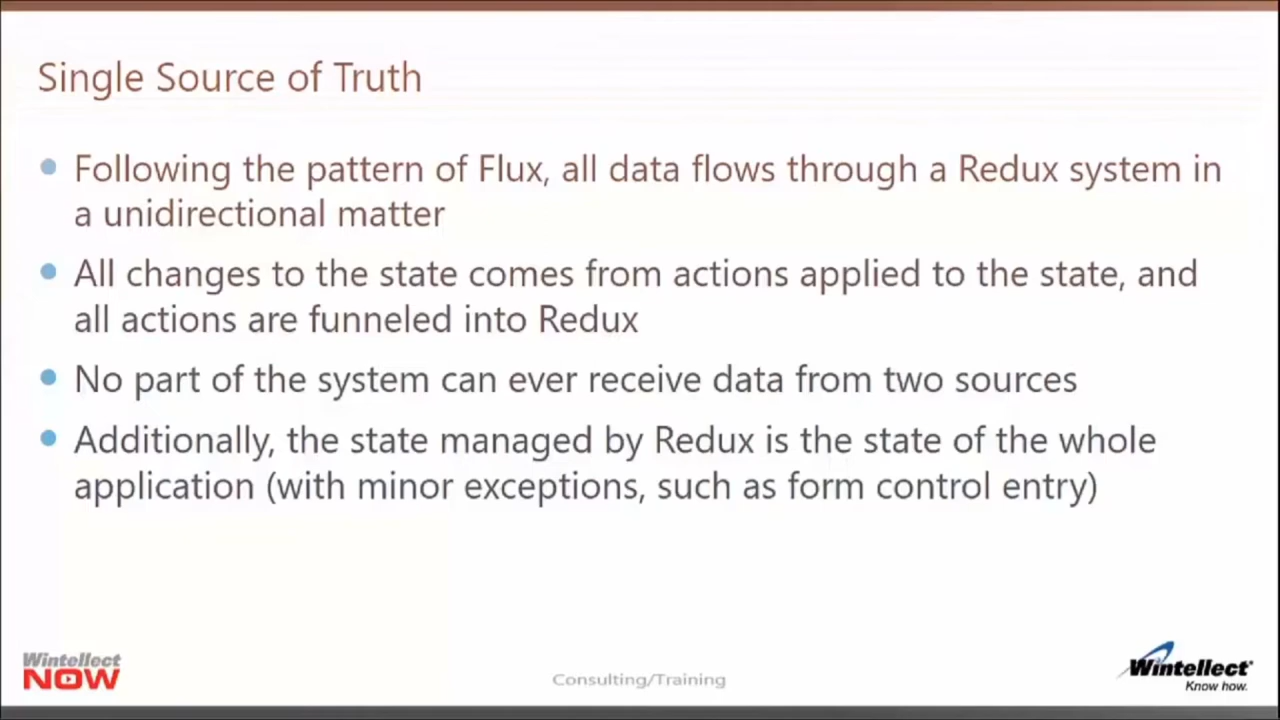 Single Source of Truth
Following the pattern of Flux, all data flows through a Redux system in
a unidirectional matter
All changes to the state comes from actions applied to the state, and
all actions are funneled into Redux
No part of the system can ever receive data from two sources
Additionally, the state managed by Redux is the state of the whole
application (with minor exceptions, such as form control entry)
Wintellect
NOW
Consulting/Training
Wintellect
Know how.